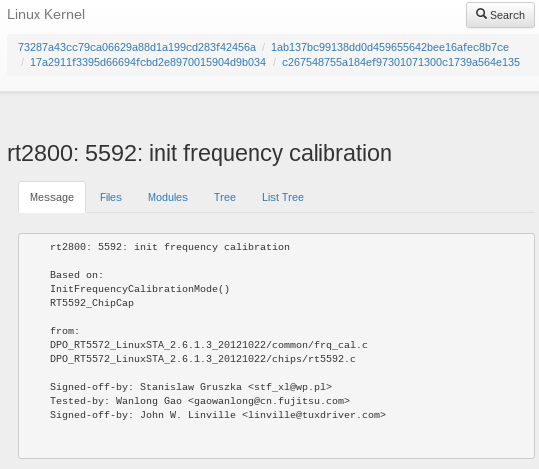 Linux Kernel
Search
73287a43cc79ca06629a88d1a199cd283f42456a / 1ab137bc99138dd0d459655642bee16afec8b7ce
/ 17a2911f3395d66694fcbd2e8970015904d9b034 / c267548755a184ef97301071300c1739a564e135
rt2800: 5592: init frequency calibration
Message Files Modules Tree List Tree
rt2800: 5592: init frequency calibration
Based on:
InitFrequencyCalibrationMode()
RT5592_ChipCap
from:
DPO_RT5572_LinuxSTA_2.6.1.3_20121022/common/frq_cal.c
DPO_RT5572_LinuxSTA_2.6.1.3_20121022/chips/rt5592.c
Signed-off-by: Stanislaw Gruszka <stf_xl@wp.pl>
Tested-by: Wanlong Gao <gaowanlong@cn.fujitsu.com>
Signed-off-by: John W. Linville <linville@tuxdriver.com>